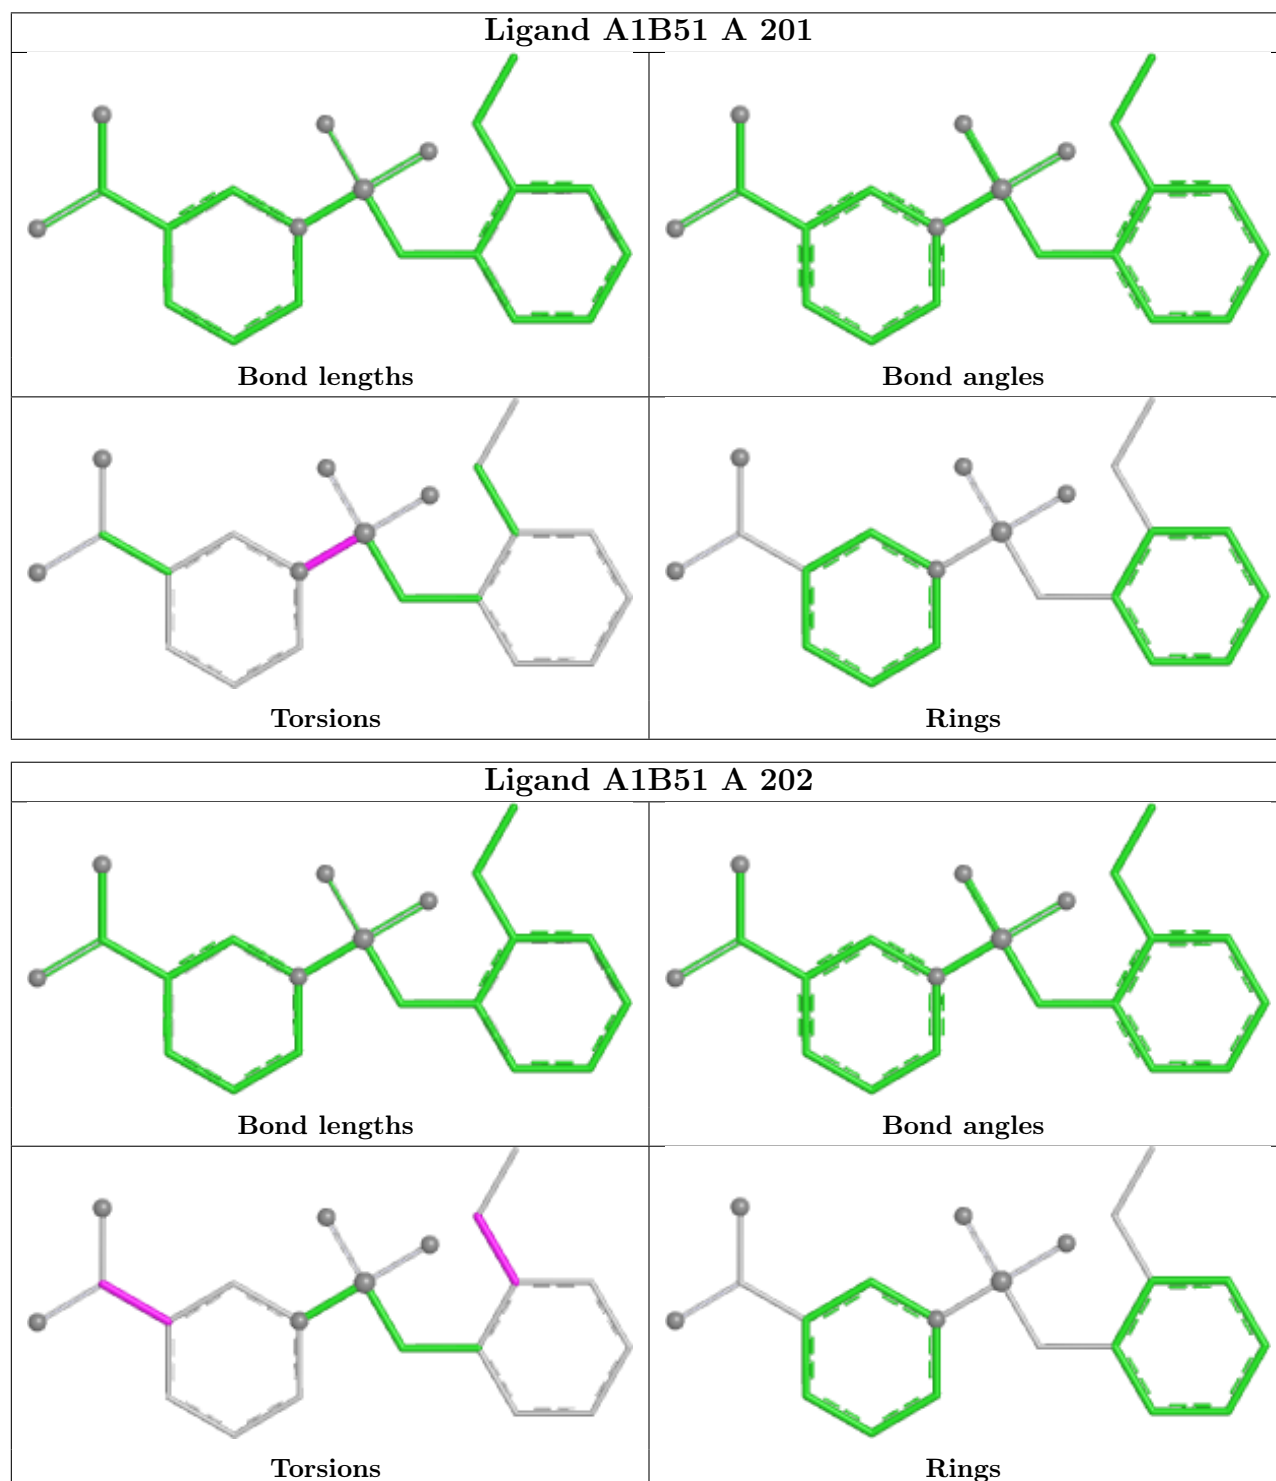 Ligand A1B51 A 201
Bond lengths
Bond angles
Torsions
Rings
Ligand A1B51 A 202
Bond lengths
Bond angles
Torsions
Rings